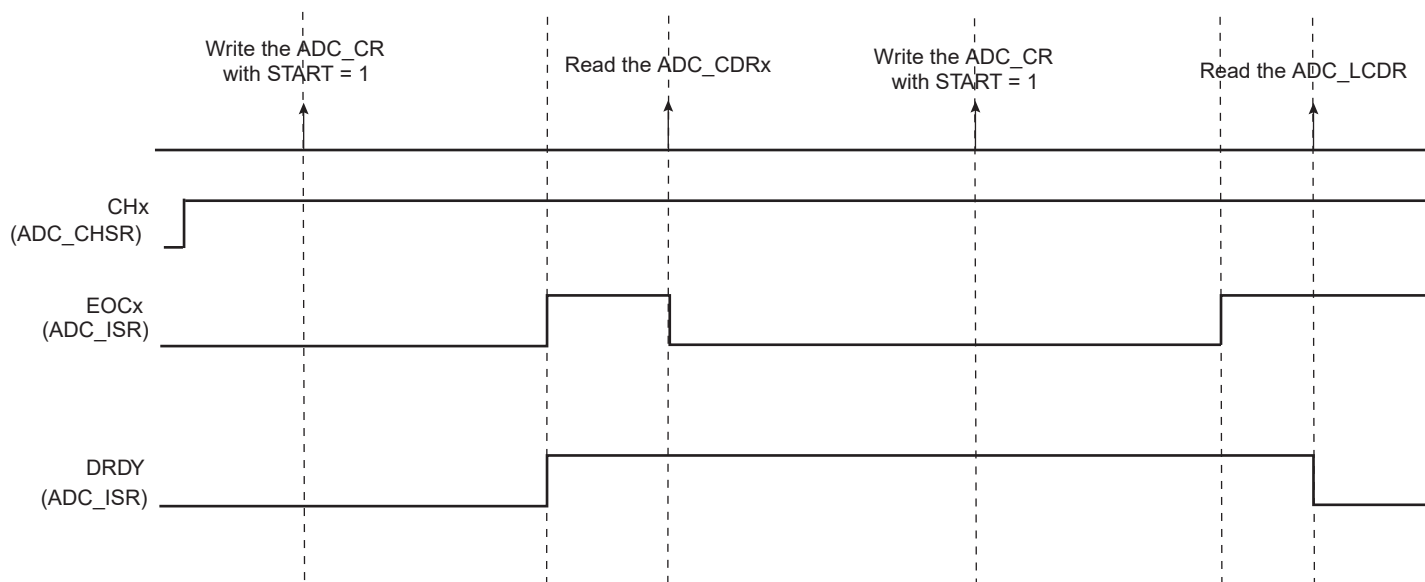 Write the ADC_CR
with START = 1
Read the ADC_CDRx
Write the ADC_CR
with START = 1
Read the ADC_LCDR
CHx
(ADC_CHSR)
EOCx
(ADC_ISR)
DRDY
(ADC_ISR)